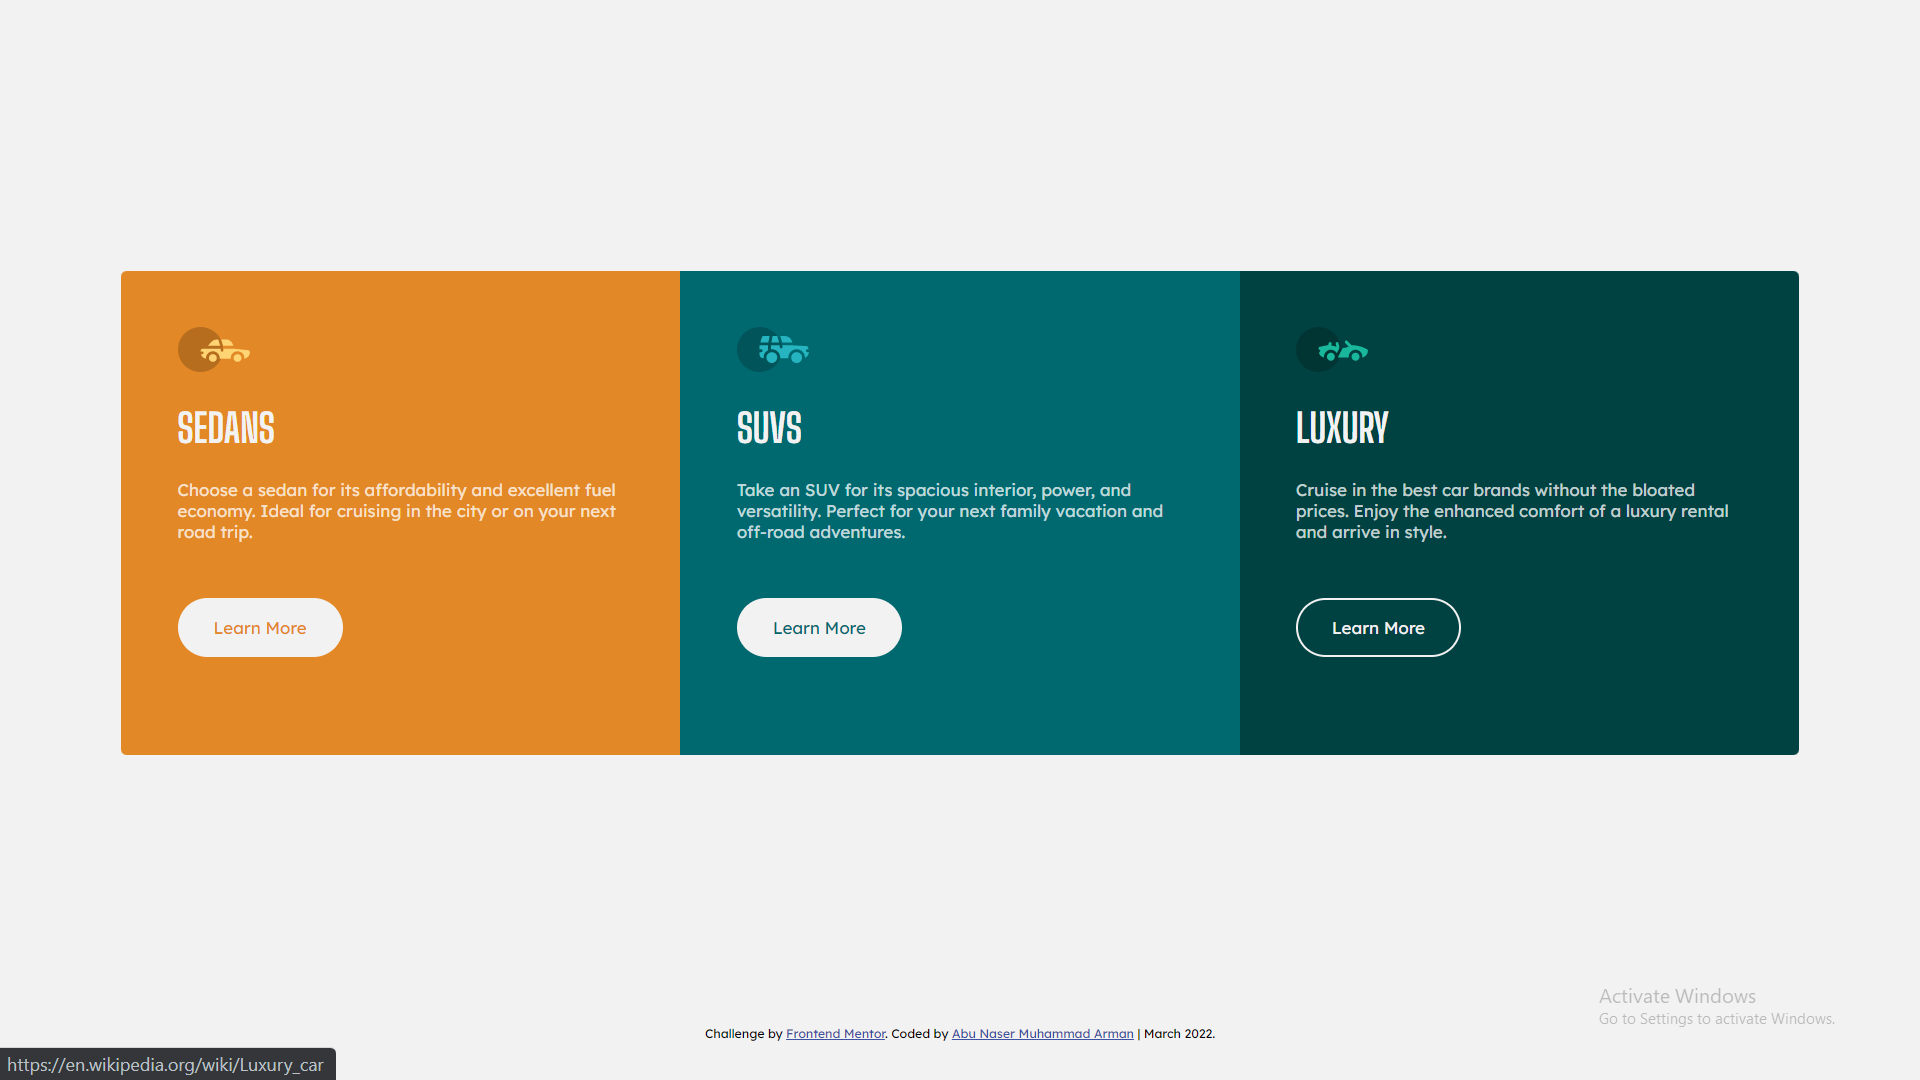 SEDANS
Choose a sedan for its affordability and excellent fuel
economy. Ideal for cruising in the city or on your next
road trip.
Learn More
SUVS
Take an SUV for its spacious interior, power, and
versatility. Perfect for your next family vacation and
off-road adventures.
Learn More
LUXURY
Cruise in the best car brands without the bloated
prices. Enjoy the enhanced comfort of a luxury rental
and arrive in style.
Learn More
Activate Windows
Go to Settings to activate Windows.
Challenge by Frontend Mentor. Coded by Abu Naser Muhammad Arman | March 2022.
https://en.wikipedia.org/wiki/Luxury_car